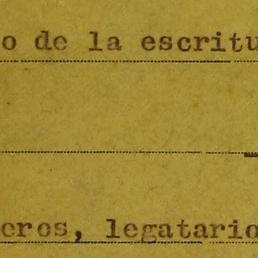 o de la escritu
eros, legatario